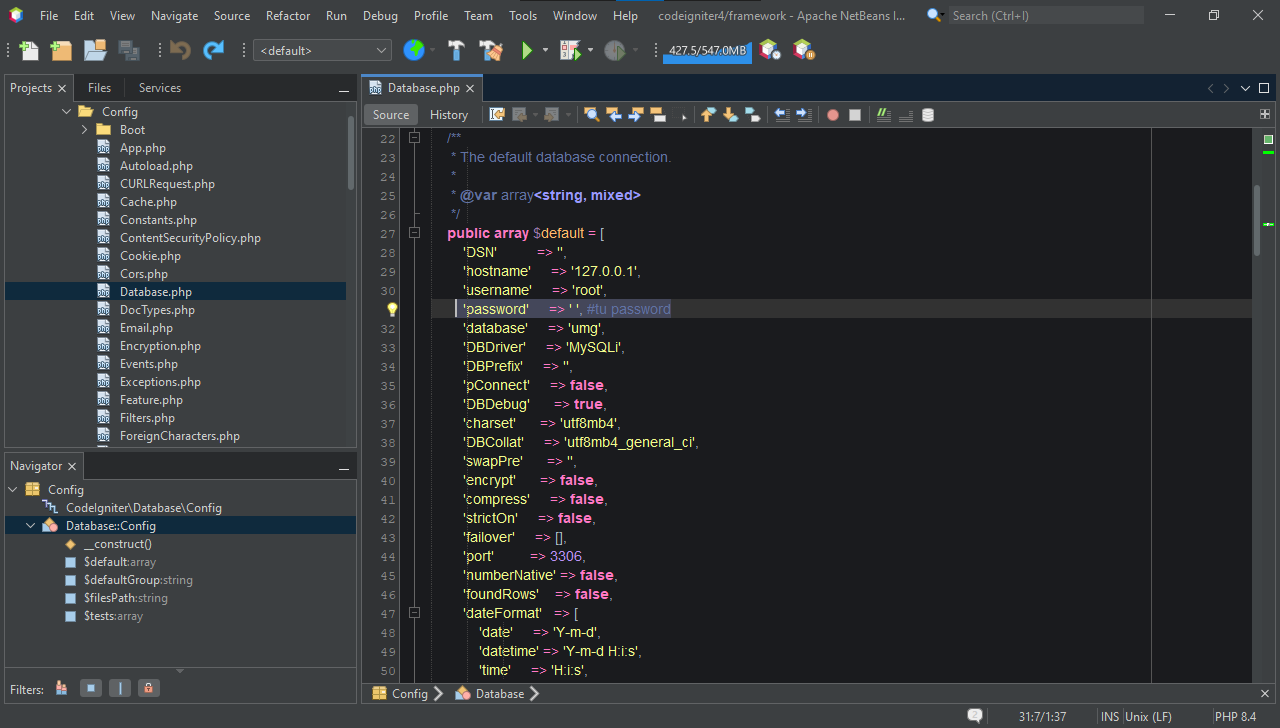 File Edit View Navigate Source Refactor Run Debug Profile Team Tools Window Help codeigniter4/framework - Apache NetBeans I... Search (Ctrl+I)
<default> 427.5/547.0MB
Projects Files Services
Config
Boot
App.php
Autoload.php
CURLRequest.php
Cache.php
Constants.php
ContentSecurityPolicy.php
Cookie.php
Cors.php
Database.php
DocTypes.php
Email.php
Encryption.php
Events.php
Exceptions.php
Feature.php
Filters.php
ForeignCharacters.php
Navigator
Config
CodeIgniter\Database\Config
Database::Config
__construct()
$default:array
$defaultGroup:string
$filesPath:string
$tests:array
Filters:
Database.php
Source History
22 /**
23 * The default database connection.
24 *
25 * @var array<string, mixed>
26 */
27 public array $default = [
28 'DSN' => '',
29 'hostname' => '127.0.0.1',
30 'username' => 'root',
'password' => ' ', #tu password
32 'database' => 'umg',
33 'DBDriver' => 'MySQLi',
34 'DBPrefix' => '',
35 'pConnect' => false,
36 'DBDebug' => true,
37 'charset' => 'utf8mb4',
38 'DBCollat' => 'utf8mb4_general_ci',
39 'swapPre' => '',
40 'encrypt' => false,
41 'compress' => false,
42 'strictOn' => false,
43 'failover' => [],
44 'port' => 3306,
45 'numberNative' => false,
46 'foundRows' => false,
47 'dateFormat' => [
48 'date' => 'Y-m-d',
49 'datetime' => 'Y-m-d H:i:s',
50 'time' => 'H:i:s',
Config Database
31:7/1:37 INS Unix (LF) PHP 8.4